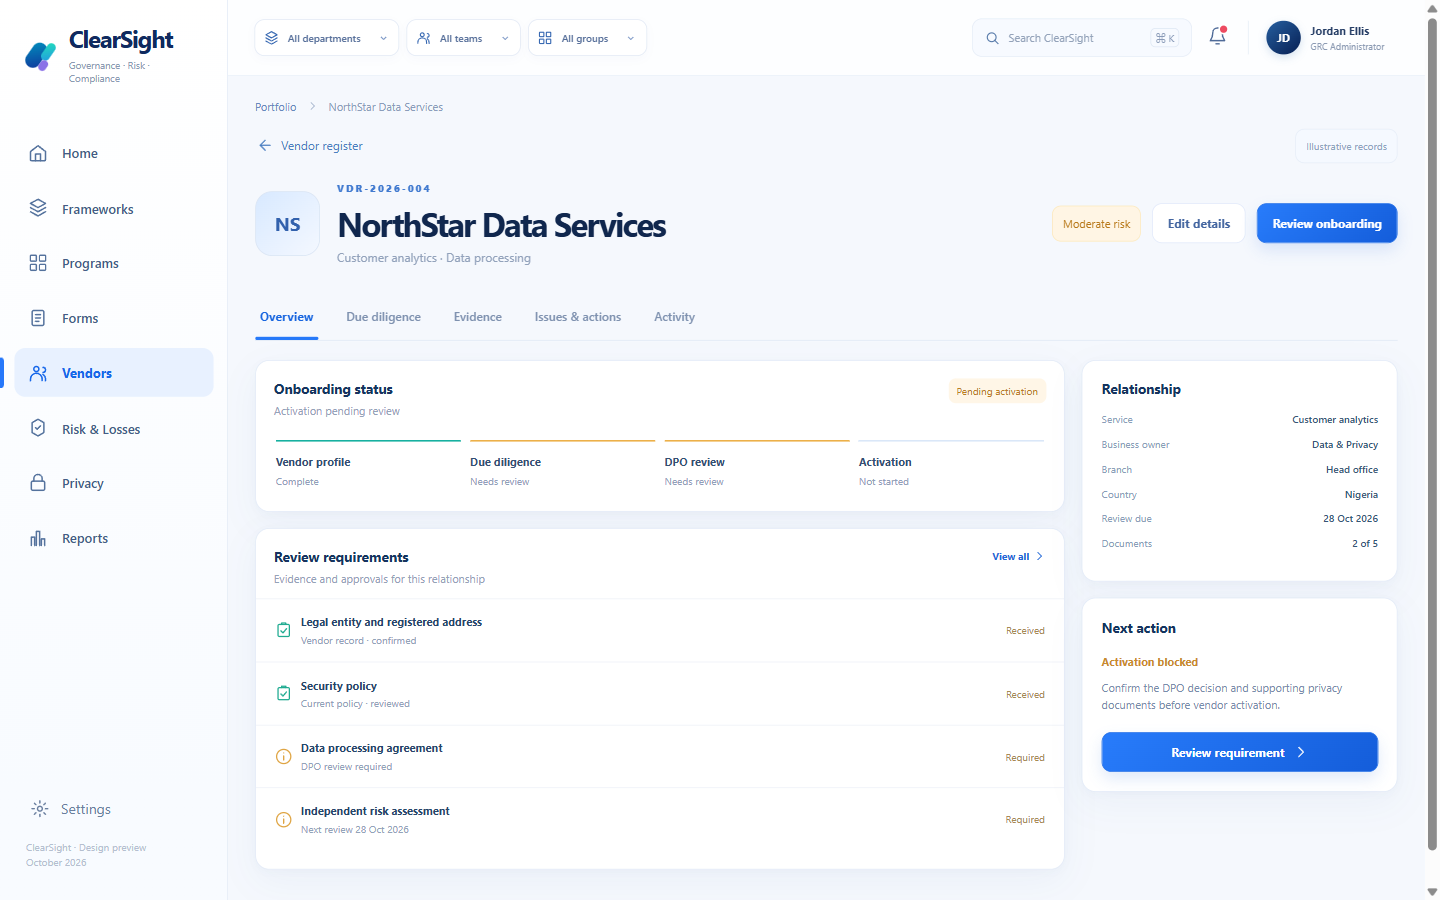 ClearSight
Governance · Risk ·
Compliance
Home
Frameworks
Programs
Forms
Vendors
Risk & Losses
Privacy
Reports
Settings
ClearSight · Design preview
October 2026
All departments
All teams
All groups
Search ClearSight
⌘ K
JD
Jordan Ellis
GRC Administrator
Portfolio
NorthStar Data Services
Vendor register
Illustrative records
NS
VDR-2026-004
NorthStar Data Services
Customer analytics · Data processing
Moderate risk
Edit details
Review onboarding
Overview
Due diligence
Evidence
Issues & actions
Activity
Onboarding status
Activation pending review
Pending activation
Vendor profile
Complete
Due diligence
Needs review
DPO review
Needs review
Activation
Not started
Review requirements
Evidence and approvals for this relationship
View all
Legal entity and registered address
Vendor record · confirmed
Received
Security policy
Current policy · reviewed
Received
Data processing agreement
DPO review required
Required
Independent risk assessment
Next review 28 Oct 2026
Required
Relationship
Service Customer analytics
Business owner Data & Privacy
Branch Head office
Country Nigeria
Review due 28 Oct 2026
Documents 2 of 5
Next action
Activation blocked
Confirm the DPO decision and supporting privacy
documents before vendor activation.
Review requirement